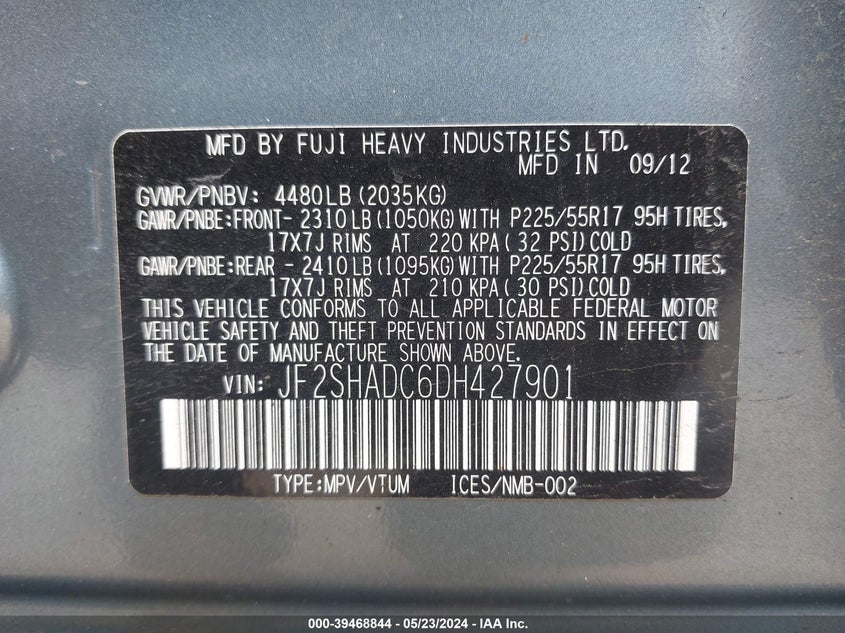 MFD BY FUJI HEAVY INDUSTRIES LTD.
MFD IN 09/12
GVWR/PNBV: 4480LB (2035KG)
GAWR/PNBE:FRONT- 2310LB (1050KG) WITH P225/55R17 95H TIRES,
17X7J RIMS AT 220 KPA ( 32 PSI) COLD
GAWR/PNBE:REAR - 2410LB (1095KG) WITH P225/55R17 95H TIRES,
17X7J RIMS AT 210 KPA ( 30 PSI) COLD
THIS VEHICLE CONFORMS TO ALL APPLICABLE FEDERAL MOTOR
VEHICLE SAFETY AND THEFT PREVENTION STANDARDS IN EFFECT ON
THE DATE OF MANUFACTURE SHOWN ABOVE.
VIN: JF2SHADC6DH427901
TYPE:MPV/VTUM ICES/NMB-002
000-39468844 - 05/23/2024 - IAA Inc.